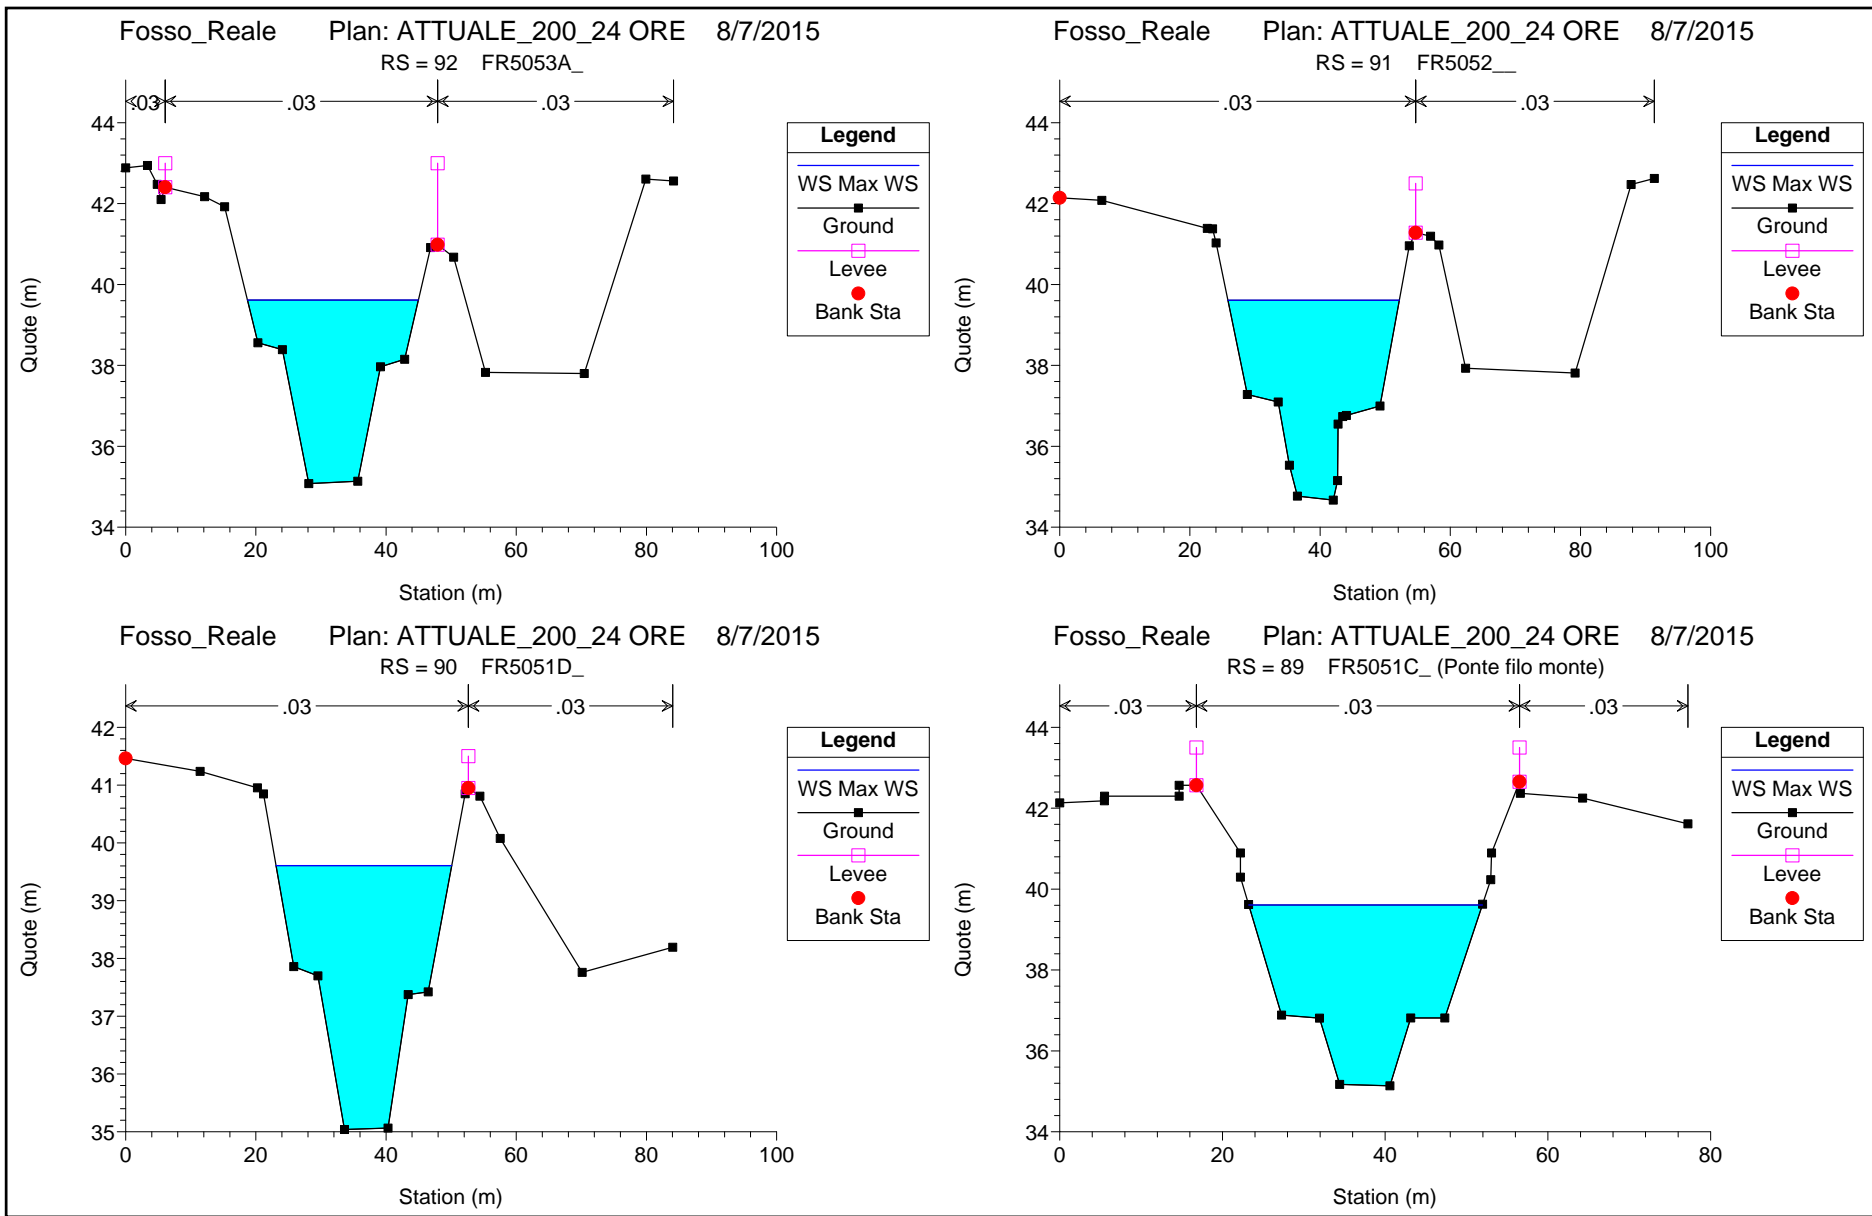 Fosso_Reale Plan: ATTUALE_200_24 ORE 8/7/2015
RS = 92 FR5053A_
.03 .03 .03
44
42
40
38
36
34
0 20 40 60 80 100
Quote (m)
Station (m)
Legend
WS Max WS
Ground
Levee
Bank Sta
Fosso_Reale Plan: ATTUALE_200_24 ORE 8/7/2015
RS = 91 FR5052__
.03 .03
44
42
40
38
36
34
0 20 40 60 80 100
Quote (m)
Station (m)
Legend
WS Max WS
Ground
Levee
Bank Sta
Fosso_Reale Plan: ATTUALE_200_24 ORE 8/7/2015
RS = 90 FR5051D_
.03 .03
42
41
40
39
38
37
36
35
0 20 40 60 80 100
Quote (m)
Station (m)
Legend
WS Max WS
Ground
Levee
Bank Sta
Fosso_Reale Plan: ATTUALE_200_24 ORE 8/7/2015
RS = 89 FR5051C_ (Ponte filo monte)
.03 .03 .03
44
42
40
38
36
34
0 20 40 60 80
Quote (m)
Station (m)
Legend
WS Max WS
Ground
Levee
Bank Sta